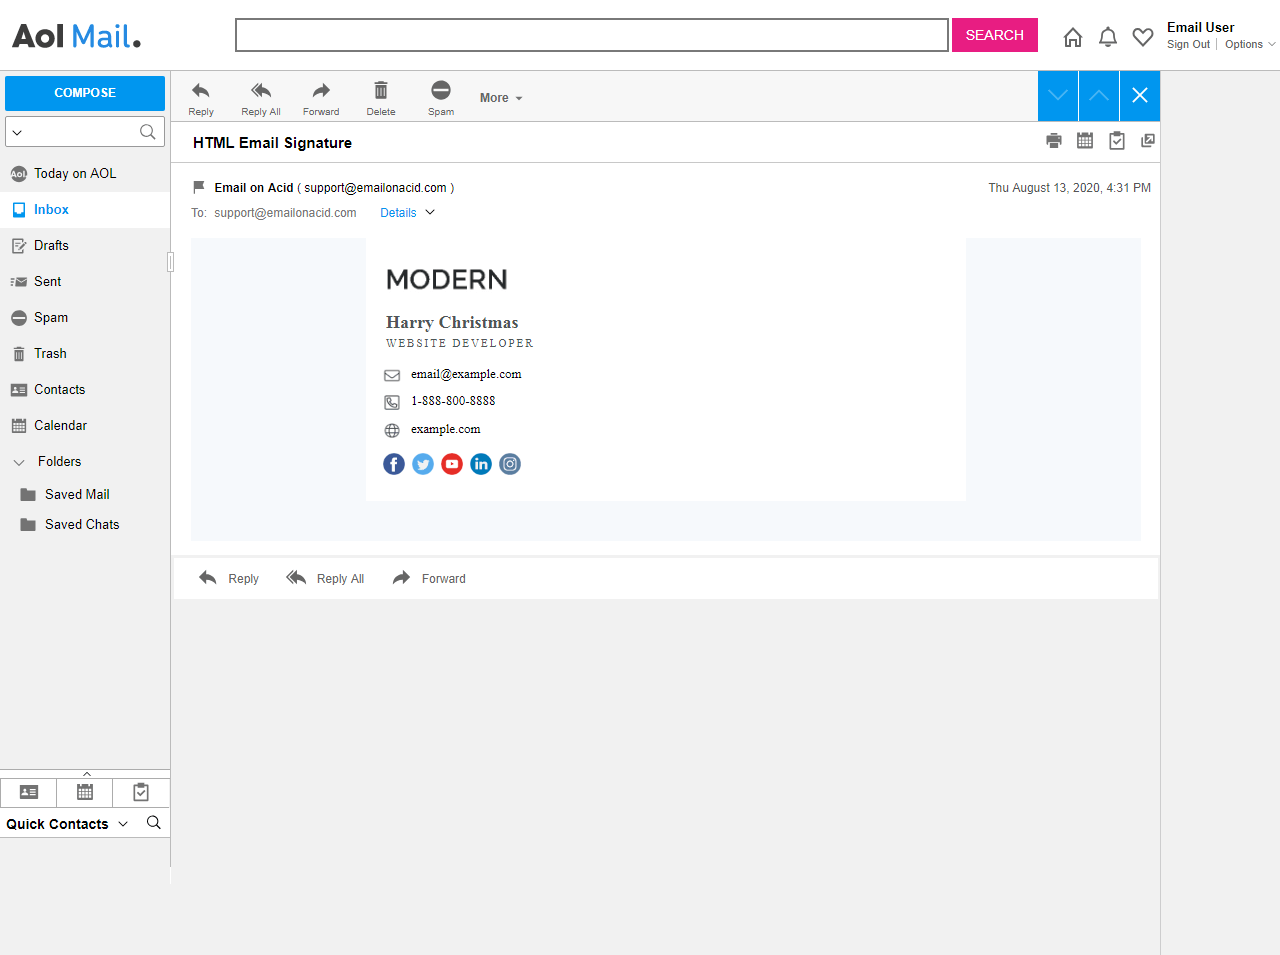 Aol Mail.
SEARCH
Email User
Sign Out | Options
COMPOSE
Reply
Reply All
Forward
Delete
Spam
More
HTML Email Signature
Aol.
Today on AOL
Inbox
Drafts
Sent
Spam
Trash
Contacts
Calendar
Folders
Saved Mail
Saved Chats
Email on Acid ( support@emailonacid.com )
Thu August 13, 2020, 4:31 PM
To: support@emailonacid.com Details
MODERN
Harry Christmas
WEBSITE DEVELOPER
email@example.com
1-888-800-8888
example.com
Reply
Reply All
Forward
Quick Contacts